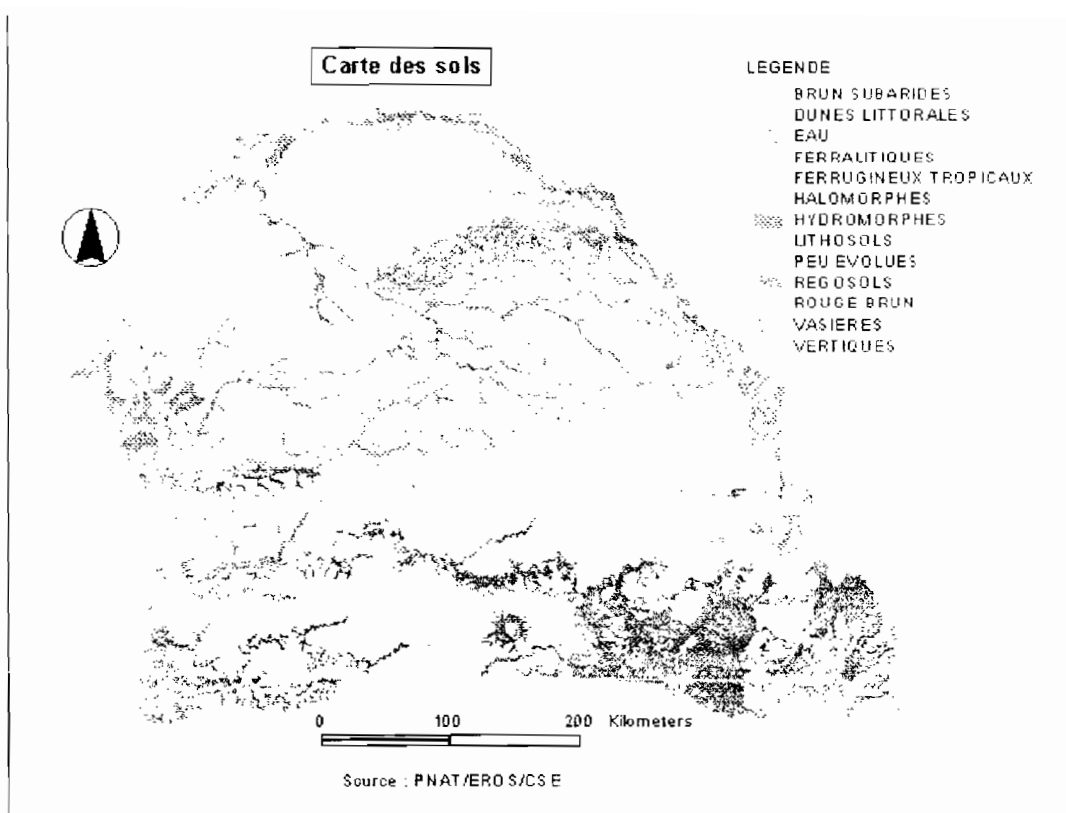 Carte des sols
LEGENDE
BRUN SUBARIDES
DUNES LITTORALES
EAU
FERRALITIQUES
FERRUGINEUX TROPICAUX
HALOMORPHES
HYDROMORPHES
LITHOSOLS
PEU EVOLUES
REGOSOLS
ROUGE BRUN
VASIERES
VERTIQUES
0 100 200 Kilometers
Source : PNAT/EROS/CSE